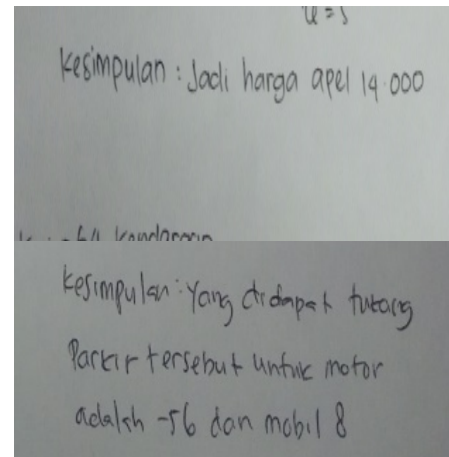 Kesimpulan : Jadi harga apel 14.000
Kesimpulan : Yang didapat tukang
Parkir tersebut untuk motor
adalah -56 dan mobil 8